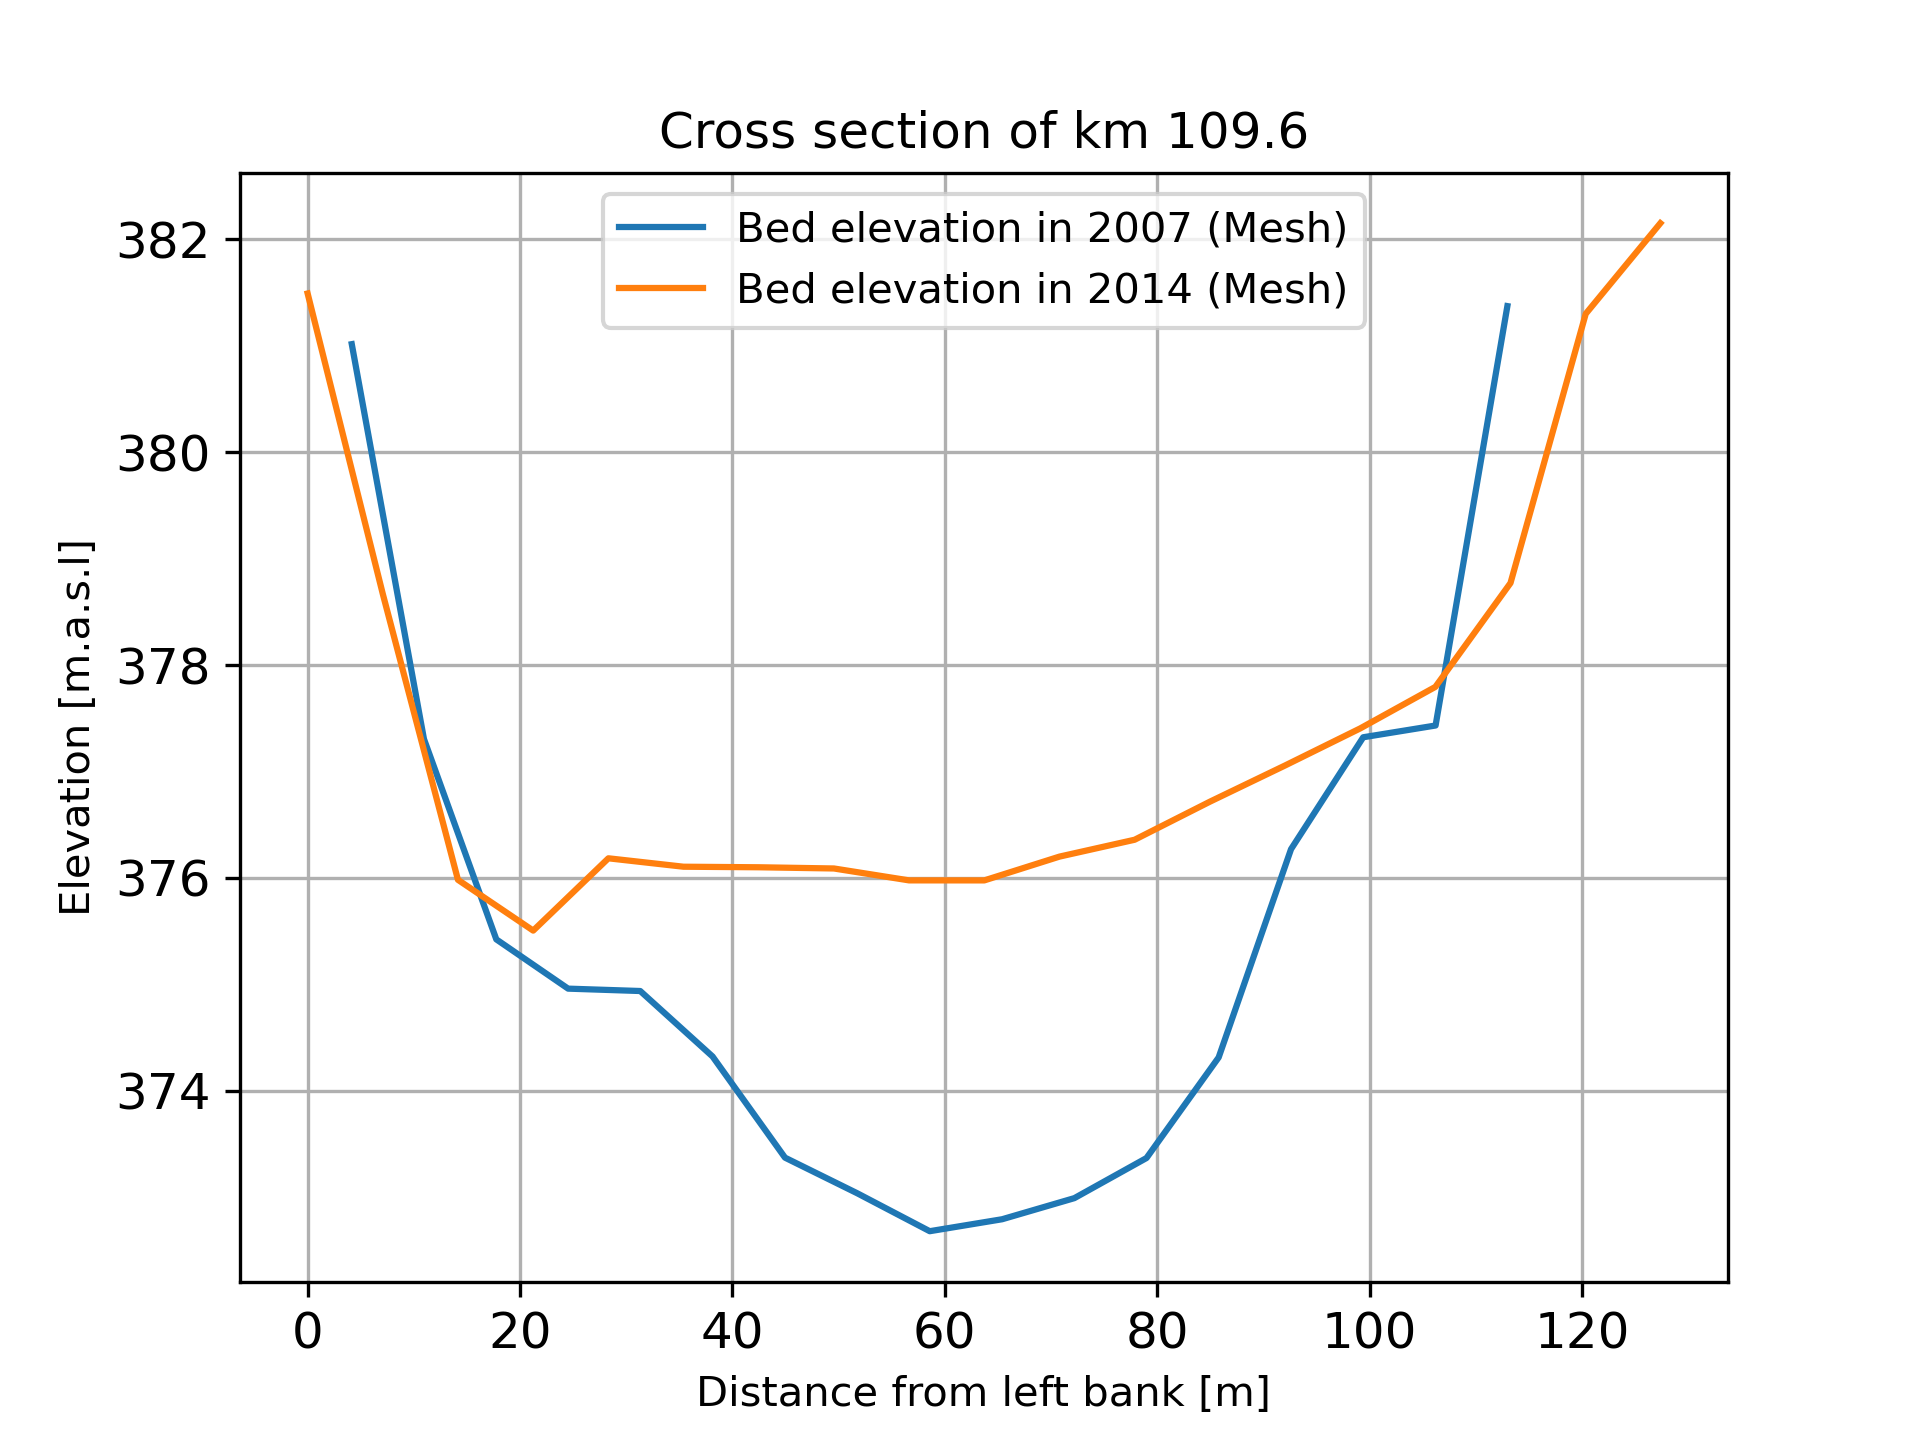 Cross section of km 109.6
Bed elevation in 2007 (Mesh)
Bed elevation in 2014 (Mesh)
382
380
378
376
374
Elevation [m.a.s.l]
0 20 40 60 80 100 120
Distance from left bank [m]